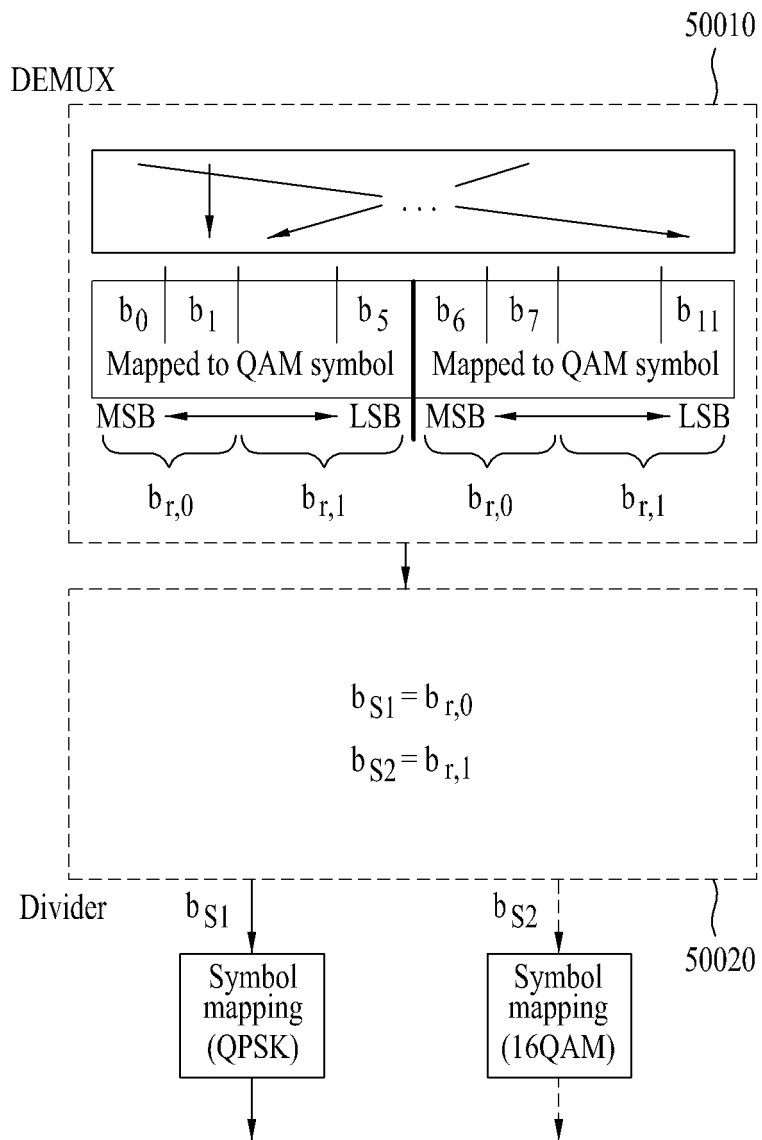 50010
DEMUX
. . .
b0 b1 b5 b6 b7 b11
Mapped to QAM symbol Mapped to QAM symbol
MSB LSB MSB LSB
br,0 br,1 br,0 br,1
bS1 = br,0
bS2 = br,1
Divider bS1 bS2
50020
Symbol mapping (QPSK)
Symbol mapping (16QAM)